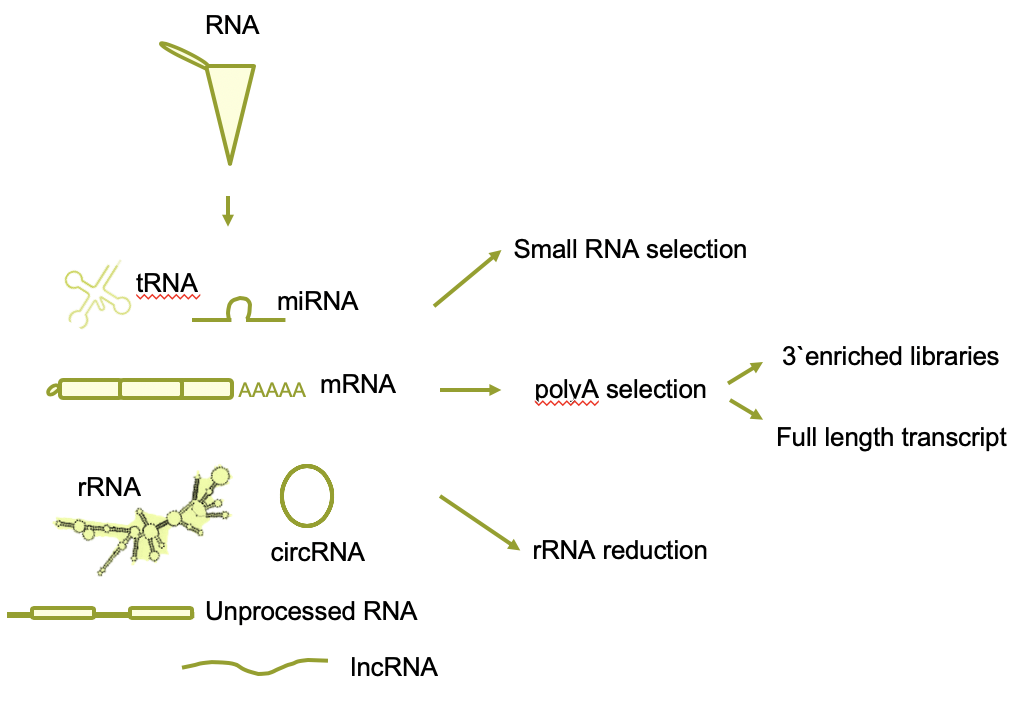 RNA
Small RNA selection
tRNA
miRNA
3`enriched libraries
AAAAA
mRNA
polyA selection
Full length transcript
rRNA
circRNA
rRNA reduction
Unprocessed RNA
lncRNA